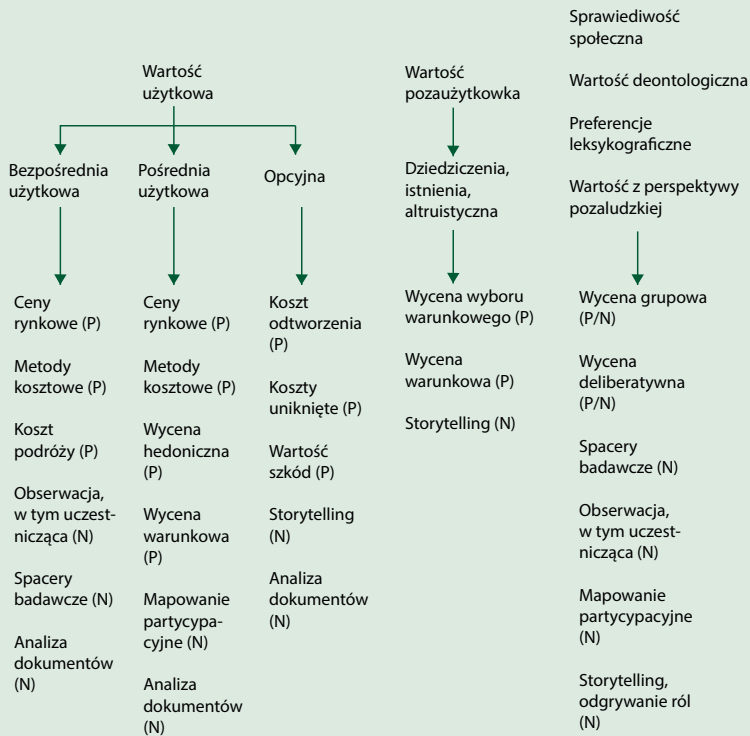 Wartość
użytkowa
Bezpośrednia
użytkowa
Ceny
rynkowe (P)
Metody
kosztowe (P)
Koszt
podróży (P)
Obserwacja,
w tym uczest-
nicząca (N)
Spacery
badawcze (N)
Analiza
dokumentów
(N)
Pośrednia
użytkowa
Ceny
rynkowe (P)
Metody
kosztowe (P)
Wycena
hedoniczna
(P)
Wycena
warunkowa
(P)
Mapowanie
partycypa-
cyjne (N)
Analiza
dokumentów
(N)
Opcyjna
Koszt
odtworzenia
(P)
Koszty
uniknięte (P)
Wartość
szkód (P)
Storytelling
(N)
Analiza
dokumentów
(N)
Wartość
pozaużytkowka
Dziedziczenia,
istnienia,
altruistyczna
Wycena wyboru
warunkowego (P)
Wycena
warunkowa (P)
Storytelling (N)
Sprawiediwość
społeczna
Wartość deontologiczna
Preferencje
leksykograficzne
Wartość z perspektywy
pozaludzkiej
Wycena grupowa
(P/N)
Wycena
deliberatywna
(P/N)
Spacery
badawcze (N)
Obserwacja,
w tym uczest-
nicząca (N)
Mapowanie
partycypacyjne
(N)
Storytelling,
odgrywanie ról
(N)